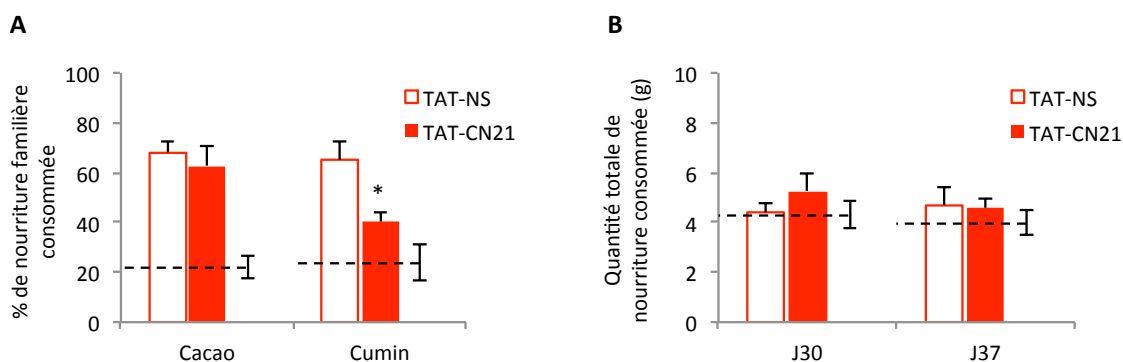 A
% de nourriture familière
consommée
100
80
60
40
20
0
TAT-NS
TAT-CN21
*
Cacao
Cumin
B
Quantité totale de
nourriture consommée (g)
10
8
6
4
2
0
TAT-NS
TAT-CN21
J30
J37